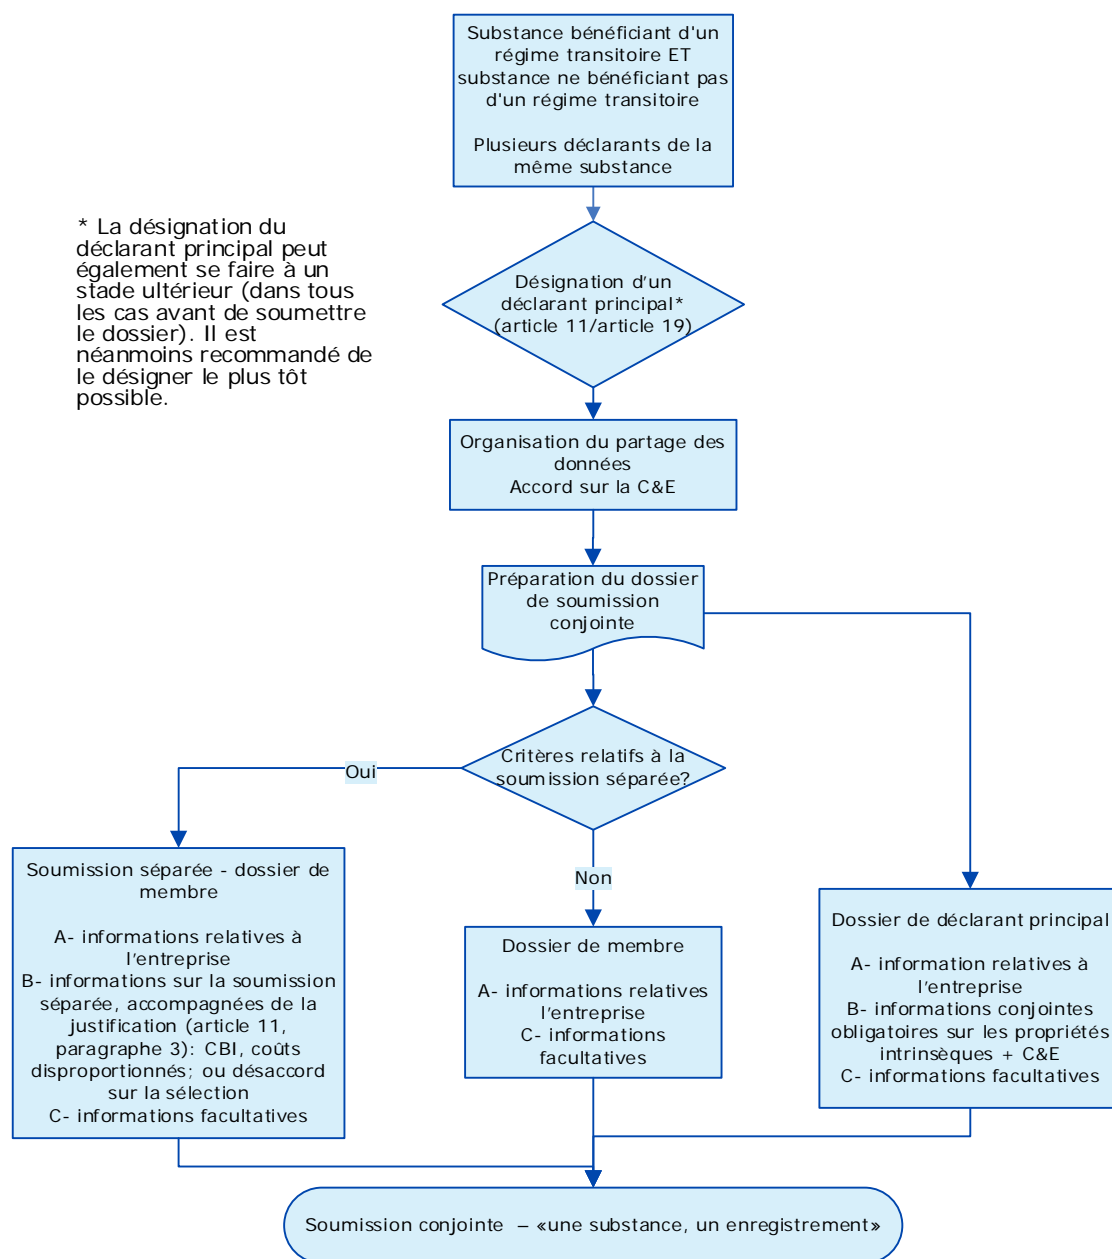 Substance bénéficiant d'un
régime transitoire ET
substance ne bénéficiant pas
d'un régime transitoire
Plusieurs déclarants de la
même substance
* La désignation du
déclarant principal peut
également se faire à un
stade ultérieur (dans tous
les cas avant de soumettre
le dossier). Il est
néanmoins recommandé de
le désigner le plus tôt
possible.
Désignation d’un
déclarant principal*
(article 11/article 19)
Organisation du partage des
données
Accord sur la C&E
Préparation du dossier
de soumission
conjointe
Critères relatifs à la
soumission séparée?
Oui
Non
Soumission séparée - dossier de
membre
A- informations relatives à
l’entreprise
B- informations sur la soumission
séparée, accompagnées de la
justification (article 11,
paragraphe 3): CBI, coûts
disproportionnés; ou désaccord
sur la sélection
C- informations facultatives
Dossier de membre
A- informations relatives
l’entreprise
C- informations
facultatives
Dossier de déclarant principal
A- information relatives à
l’entreprise
B- informations conjointes
obligatoires sur les propriétés
intrinsèques + C&E
C- informations facultatives
Soumission conjointe – «une substance, un enregistrement»